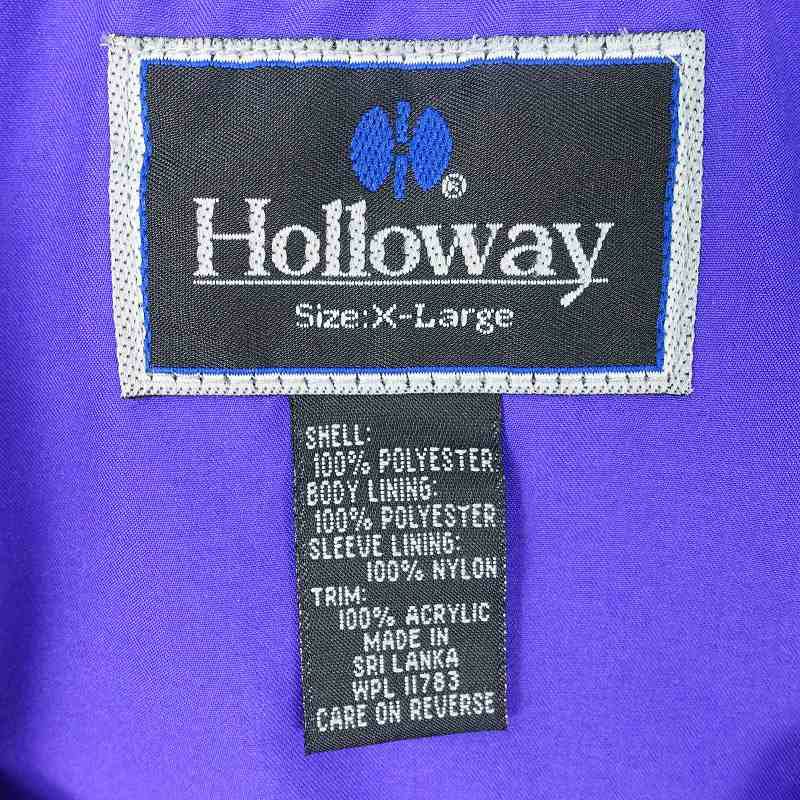 ®
Holloway
Size:X-Large
SHELL:
100% POLYESTER
BODY LINING:
100% POLYESTER
SLEEVE LINING:
100% NYLON
TRIM:
100% ACRYLIC
MADE IN
SRI LANKA
WPL 11783
CARE ON REVERSE